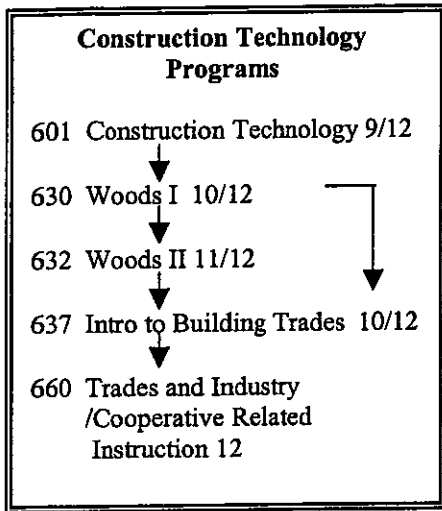 Construction Technology
Programs
601 Construction Technology 9/12
630 Woods I 10/12
632 Woods II 11/12
637 Intro to Building Trades 10/12
660 Trades and Industry
/Cooperative Related
Instruction 12